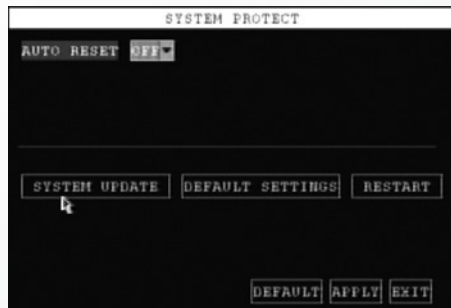 SYSTEM PROTECT
AUTO RESET OFF
SYSTEM UPDATE DEFAULT SETTINGS RESTART
DEFAULT APPLY EXIT